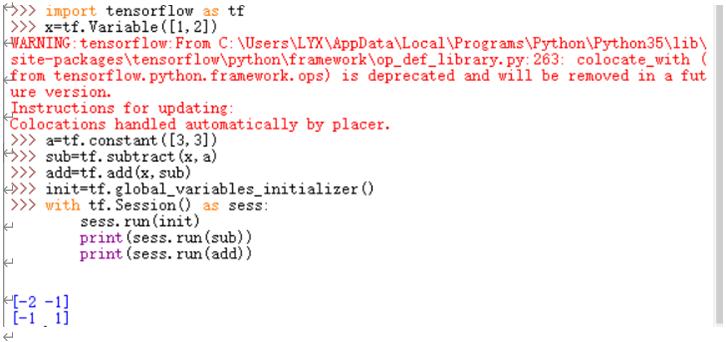 >>> import tensorflow as tf
>>> x=tf.Variable([1,2])
WARNING:tensorflow:From C:\Users\LYX\AppData\Local\Programs\Python\Python35\lib\
site-packages\tensorflow\python\framework\op_def_library.py:263: colocate_with (
from tensorflow.python.framework.ops) is deprecated and will be removed in a fut
ure version.
Instructions for updating:
Colocations handled automatically by placer.
>>> a=tf.constant([3,3])
>>> sub=tf.subtract(x,a)
>>> add=tf.add(x,sub)
>>> init=tf.global_variables_initializer()
>>> with tf.Session() as sess:
        sess.run(init)
        print(sess.run(sub))
        print(sess.run(add))
[-2 -1]
[-1  1]